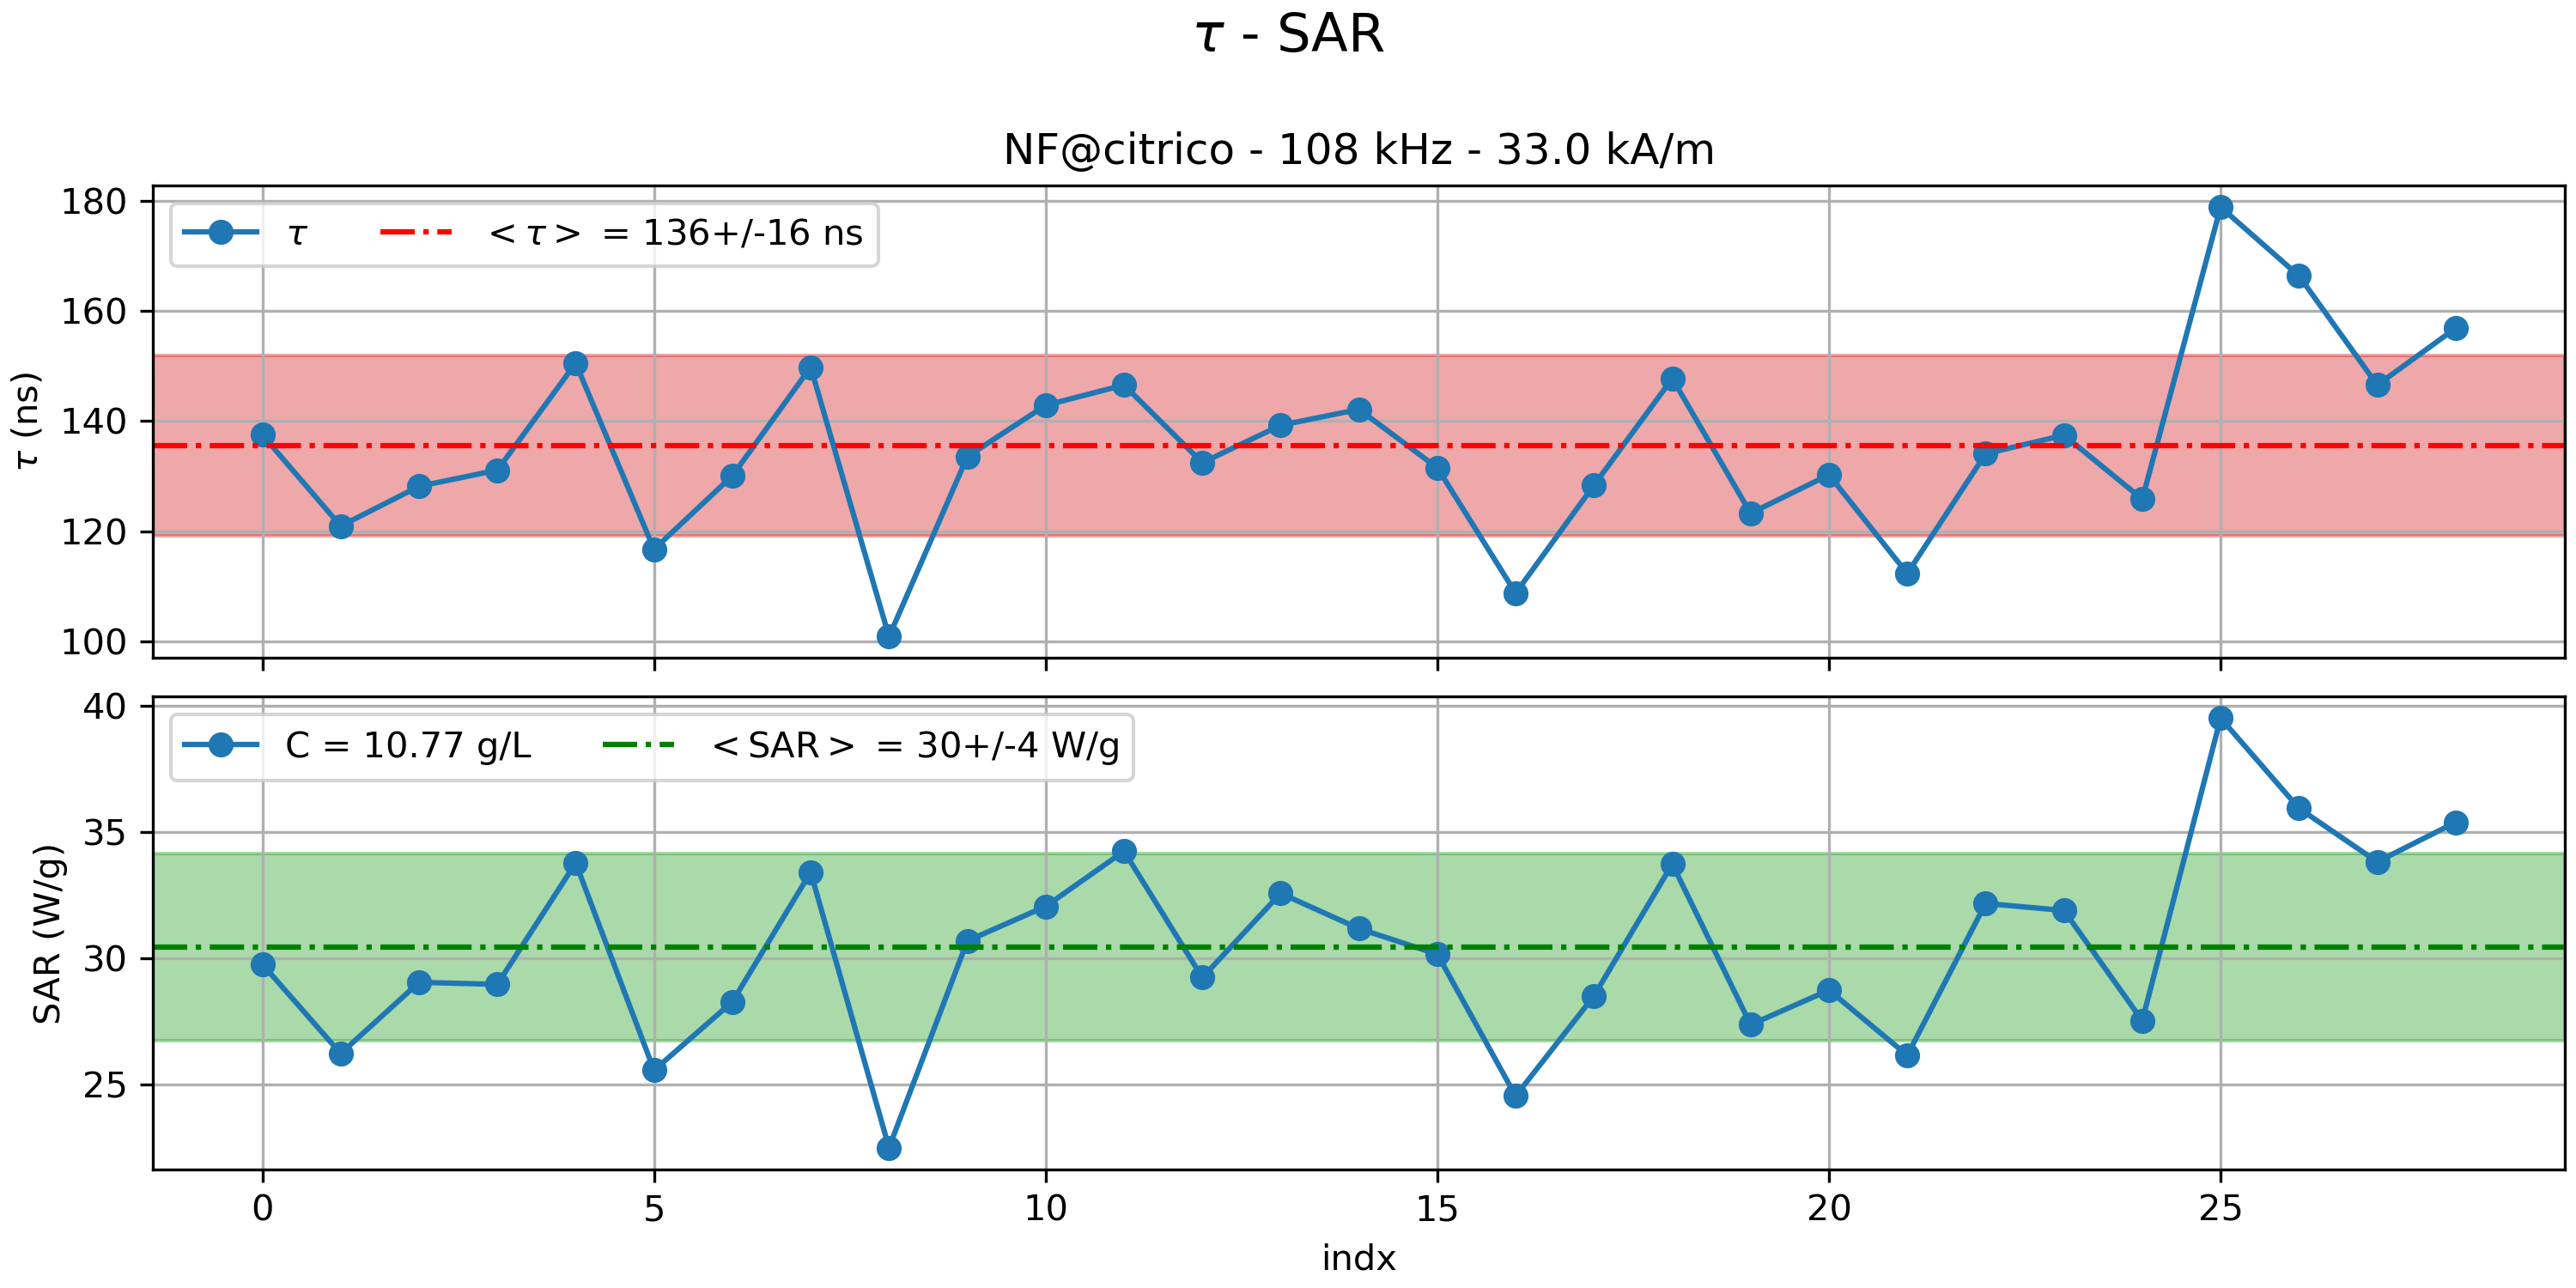 τ - SAR
NF@citrico - 108 kHz - 33.0 kA/m
τ (ns)
180
160
140
120
100
τ
<τ> = 136+/-16 ns
SAR (W/g)
40
35
30
25
C = 10.77 g/L
<SAR> = 30+/-4 W/g
0 5 10 15 20 25
indx